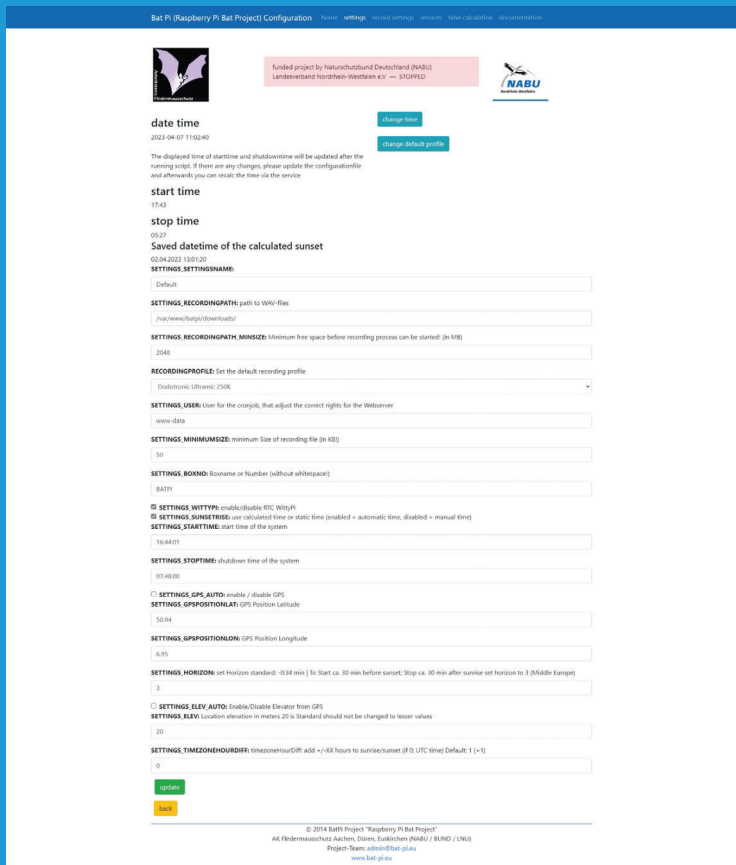 Bat Pi (Raspberry Pi Bat Project) Configuration home settings record settings services time calculation documentation
Fledermausschutz
funded project by Naturschutzbund Deutschland (NABU)
Landesverband Nordrhein-Westfalen e.V — STOPPED
NABU
Nordrhein-Westfalen
date time
change time
2023-04-07 11:02:40
change default profile
The displayed time of starttime und shutdowntime will be updated after the
running script. If there are any changes, please update the configurationfile
and afterwards you can recalc the time via the service
start time
17:43
stop time
05:27
Saved datetime of the calculated sunset
02.04.2023 13:01:20
SETTINGS_SETTINGSNAME:
Default
SETTINGS_RECORDINGPATH: path to WAV-files
/var/www/batpi/downloads/
SETTINGS_RECORDINGPATH_MINSIZE: Minimum free space before recording process can be started! (in MB)
2048
RECORDINGPROFILE: Set the default recording profile
Dodotronic Ultramic 250K
SETTINGS_USER: User for the cronjob, that adjust the correct rights for the Webserver
www-data
SETTINGS_MINIMUMSIZE: minimum Size of recording file (in KB!)
50
SETTINGS_BOXNO: Boxname or Number (without whitespace!)
BATPI
SETTINGS_WITTYPI: enable/disable RTC WittyPi
SETTINGS_SUNSETRISE: use calculated time or static time (enabled = automatic time, disabled = manual time)
SETTINGS_STARTTIME: start time of the system
16:44:01
SETTINGS_STOPTIME: shutdown time of the system
07:48:00
SETTINGS_GPS_AUTO: enable / disable GPS
SETTINGS_GPSPOSITIONLAT: GPS Position Latitude
50.94
SETTINGS_GPSPOSITIONLON: GPS Position Longitude
6.95
SETTINGS_HORIZON: set Horizon standard: -0:34 min | To Start ca. 30 min before sunset; Stop ca. 30 min after sunrise set horizon to 3 (Middle Europe)
3
SETTINGS_ELEV_AUTO: Enable/Disable Elevator from GPS
SETTINGS_ELEV: Location elevation in meters 20 is Standard should not be changed to lesser values
20
SETTINGS_TIMEZONEHOURDIFF: timezoneHourDiff: add +/-XX hours to sunrise/sunset (if 0: UTC time) Default: 1 (+1)
0
update
back
© 2014 BatPi Project "Raspberry Pi Bat Project"
AK Fledermausschutz Aachen, Düren, Euskirchen (NABU / BUND / LNU)
Project-Team: admin@bat-pi.eu
www.bat-pi.eu